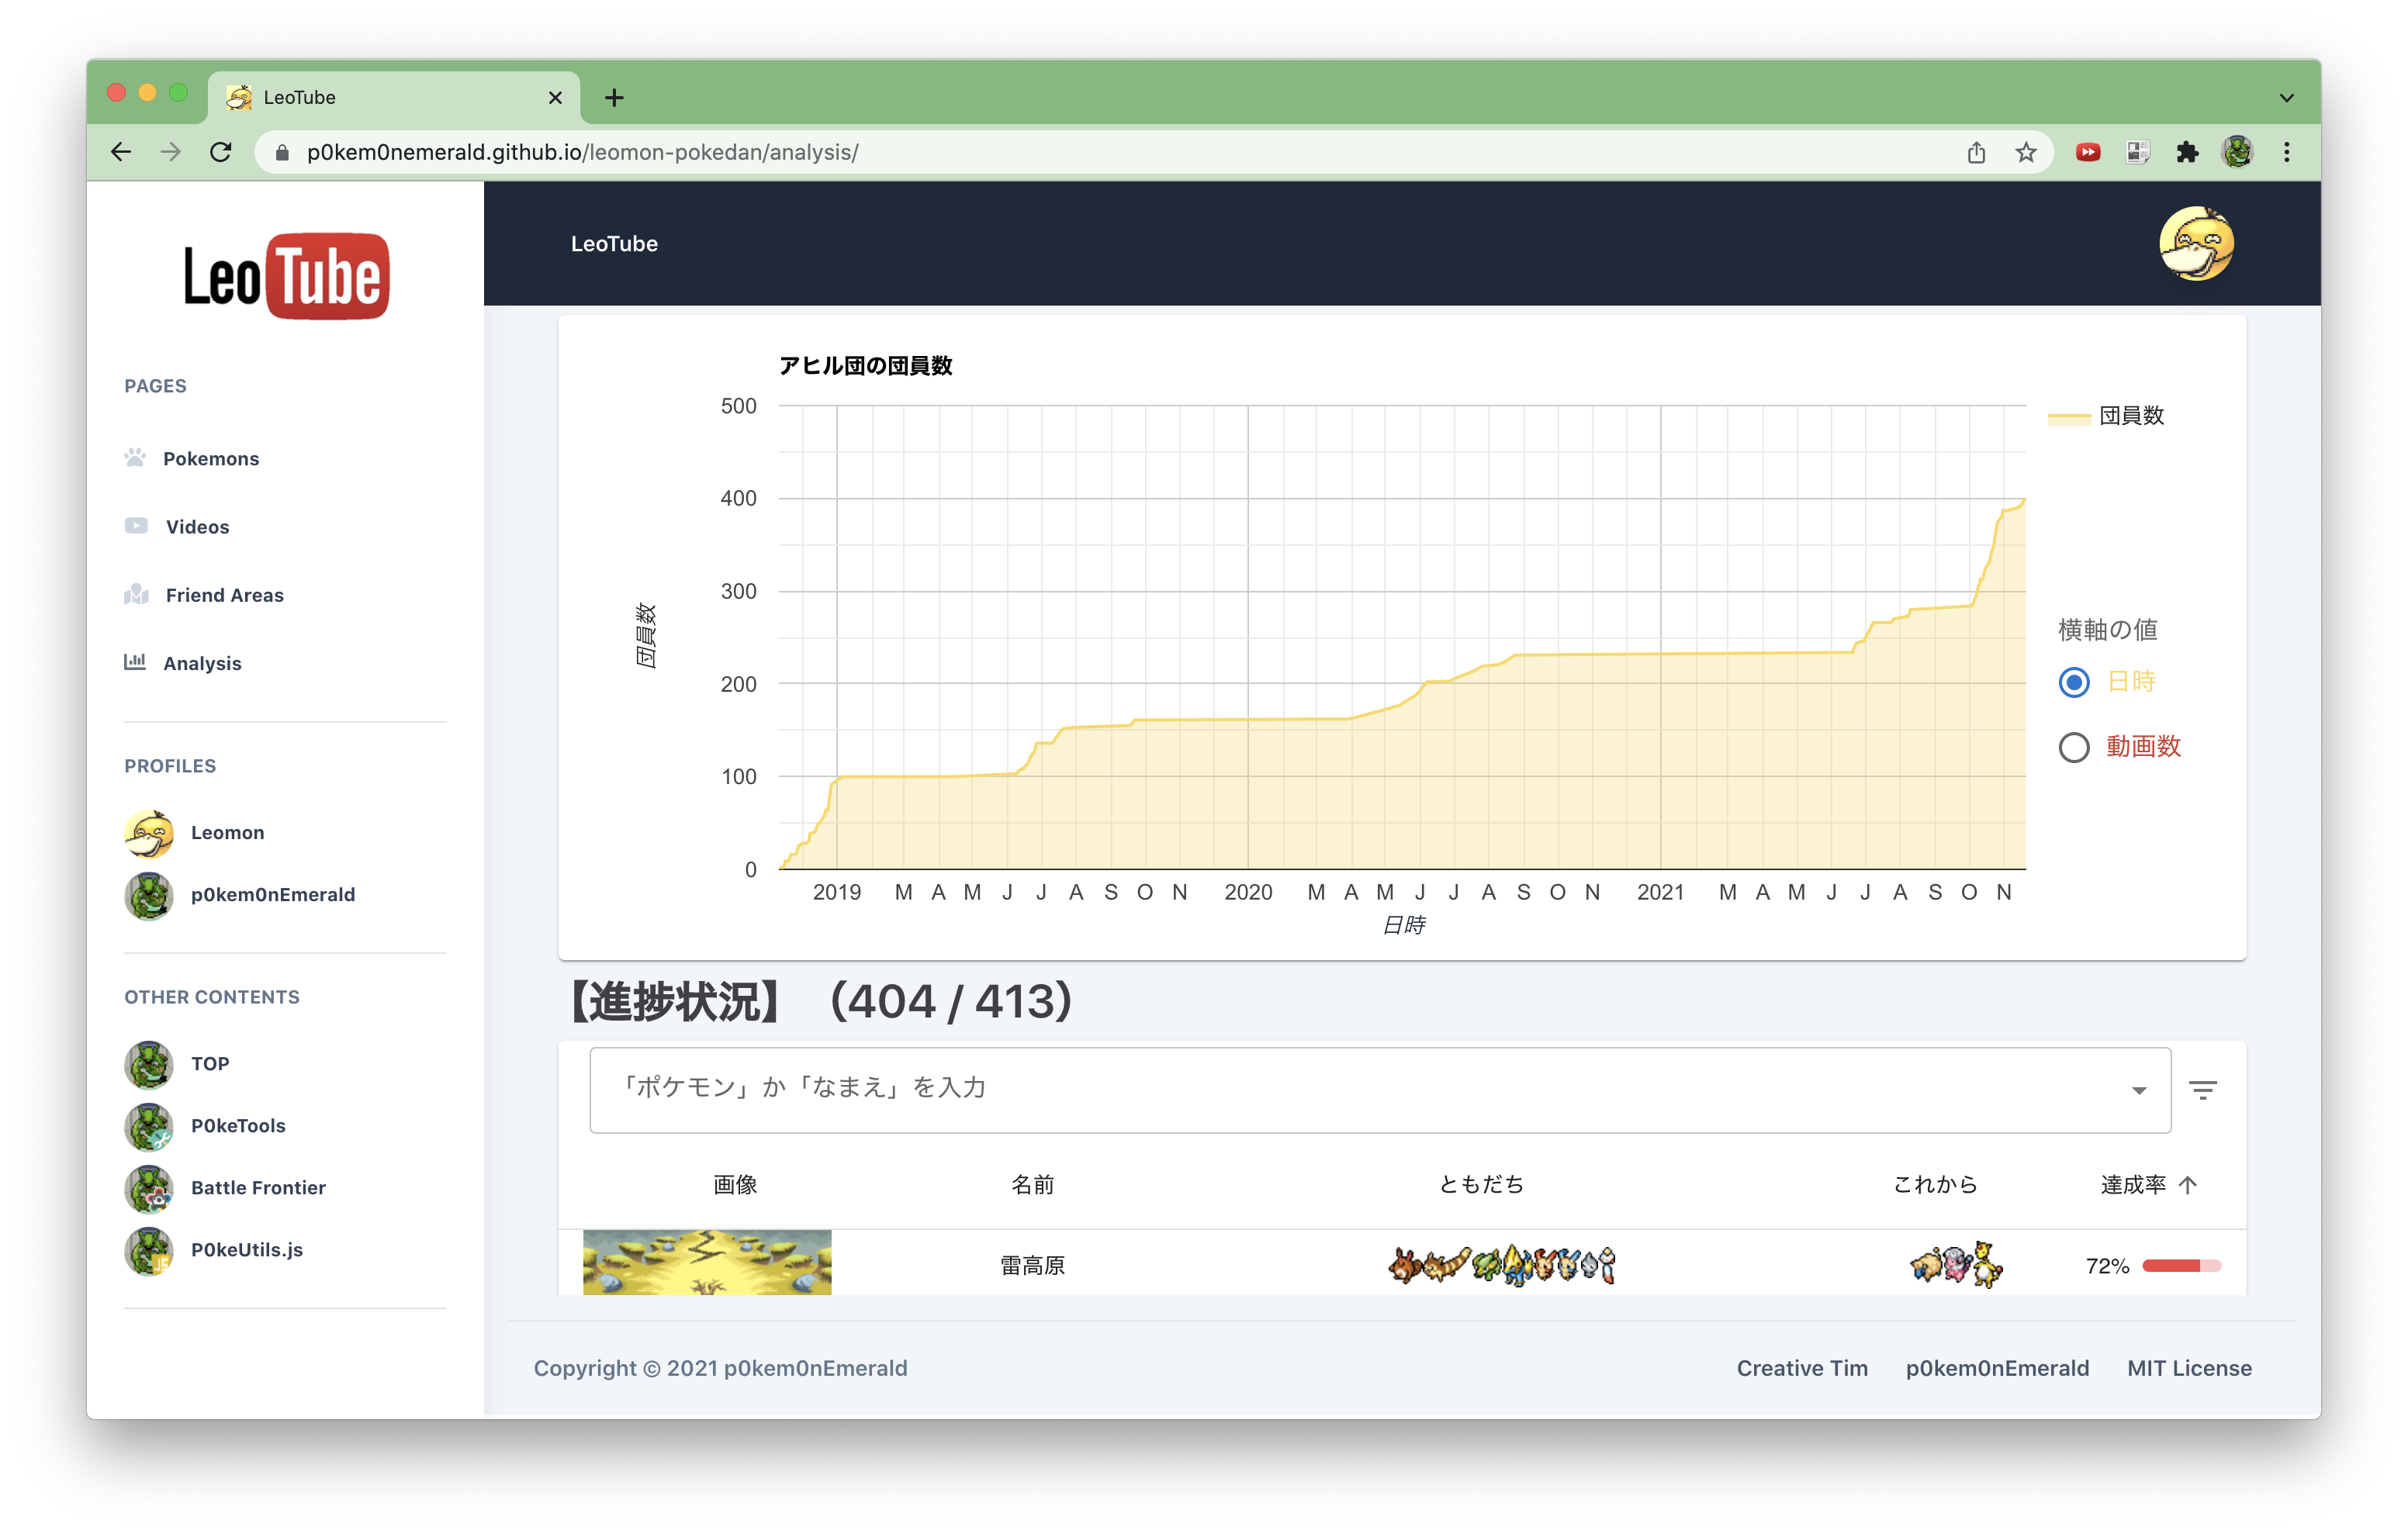 LeoTube
p0kem0nemerald.github.io/leomon-pokedan/analysis/
LeoTube
PAGES
Pokemons
Videos
Friend Areas
Analysis
PROFILES
Leomon
p0kem0nEmerald
OTHER CONTENTS
TOP
P0keTools
Battle Frontier
P0keUtils.js
LeoTube
アヒル団の団員数
500
400
300
200
100
0
団員数
団員数
2019 M A M J J A S O N 2020 M A M J J A S O N 2021 M A M J J A S O N
日時
横軸の値
日時
動画数
【進捗状況】（404 / 413）
「ポケモン」か「なまえ」を入力
画像 名前 ともだち これから 達成率
雷高原 72%
Copyright © 2021 p0kem0nEmerald
Creative Tim p0kem0nEmerald MIT License